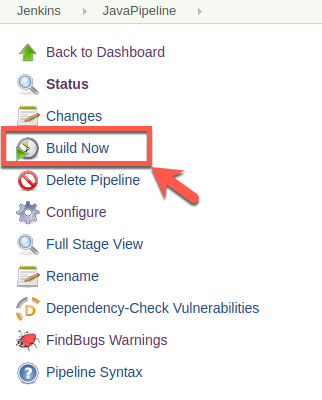 Jenkins JavaPipeline
Back to Dashboard
Status
Changes
Build Now
Delete Pipeline
Configure
Full Stage View
Rename
Dependency-Check Vulnerabilities
FindBugs Warnings
Pipeline Syntax